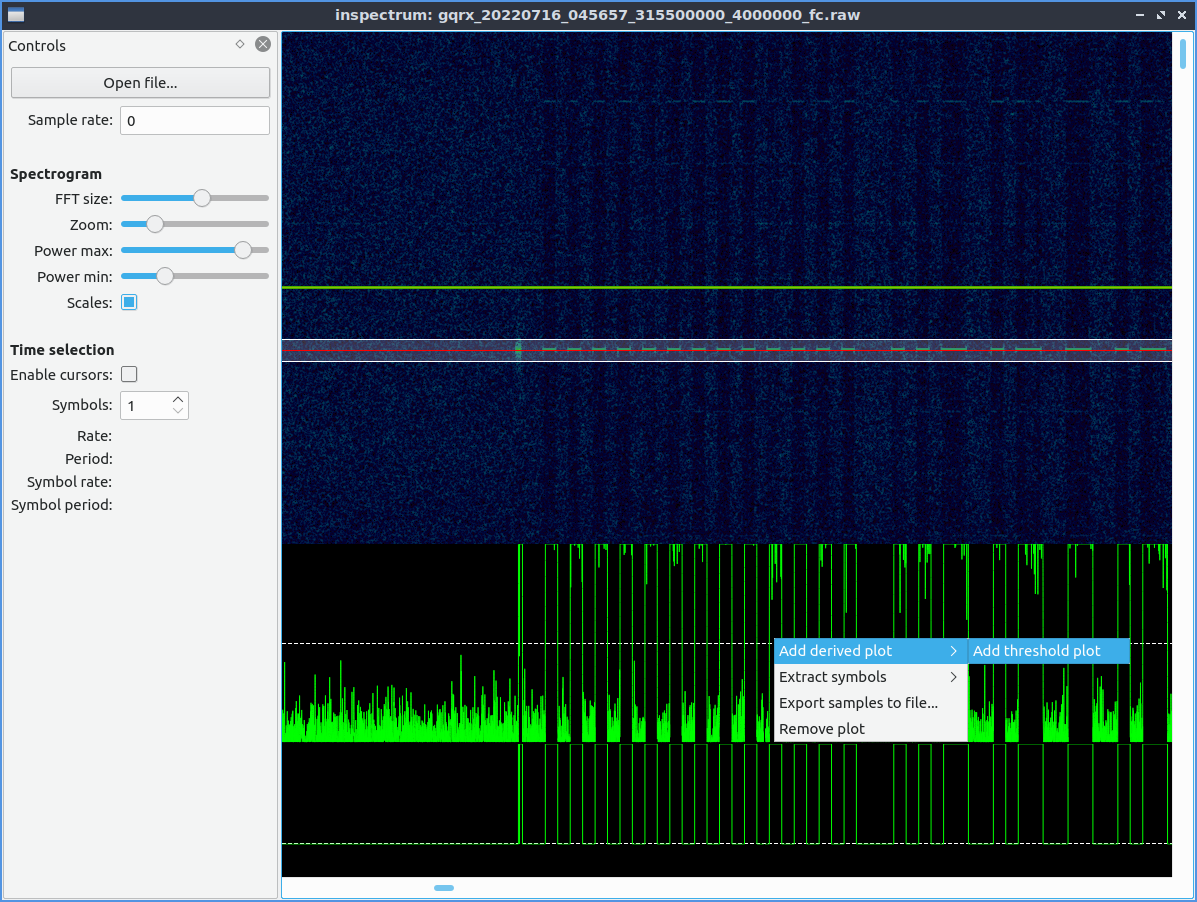 inspectrum: gqrx_20220716_045657_315500000_4000000_fc.raw
Controls
Open file...
Sample rate: 0
Spectrogram
FFT size:
Zoom:
Power max:
Power min:
Scales:
Time selection
Enable cursors:
Symbols: 1
Rate:
Period:
Symbol rate:
Symbol period:
Add derived plot
Add threshold plot
Extract symbols
Export samples to file...
Remove plot